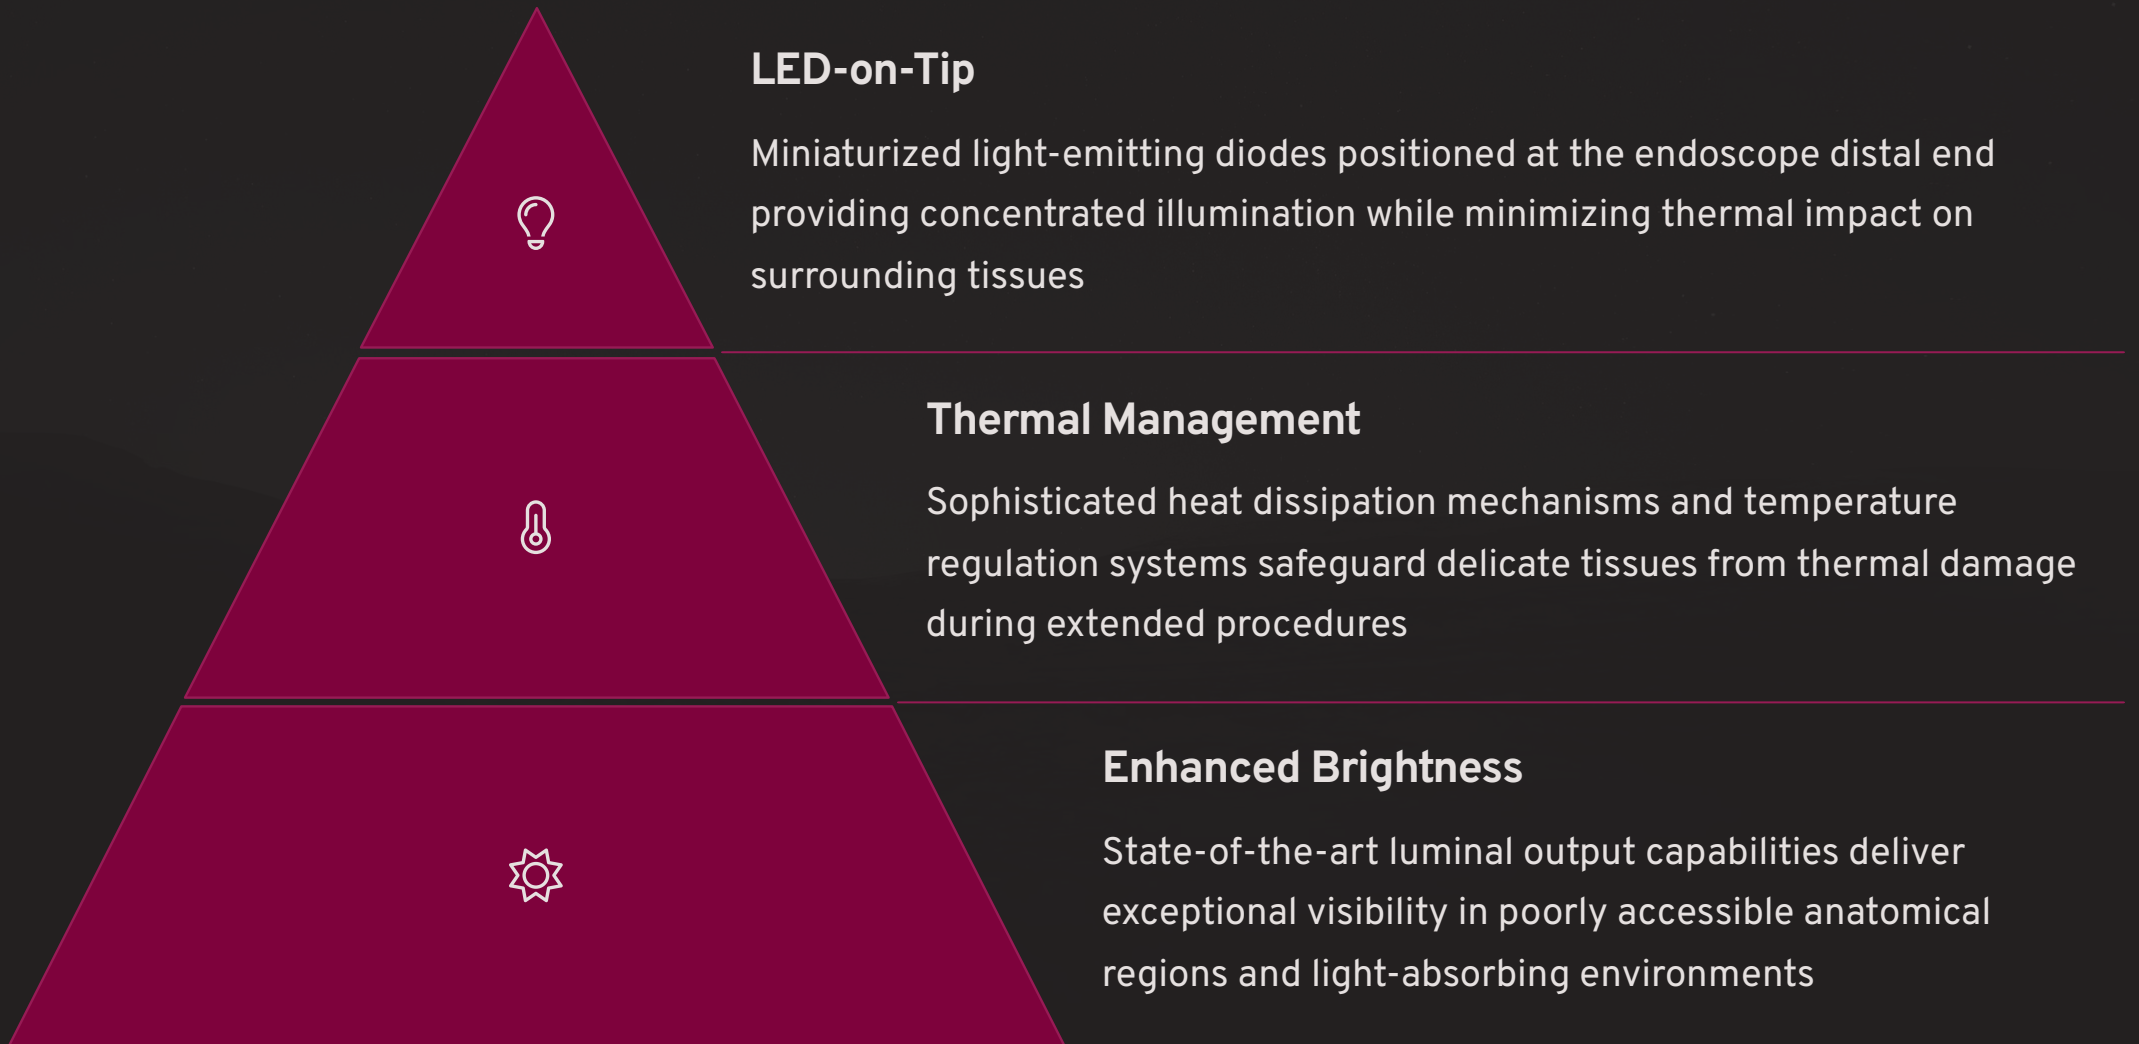 LED-on-Tip
Miniaturized light-emitting diodes positioned at the endoscope distal end
providing concentrated illumination while minimizing thermal impact on
surrounding tissues
Thermal Management
Sophisticated heat dissipation mechanisms and temperature
regulation systems safeguard delicate tissues from thermal damage
during extended procedures
Enhanced Brightness
State-of-the-art luminal output capabilities deliver
exceptional visibility in poorly accessible anatomical
regions and light-absorbing environments